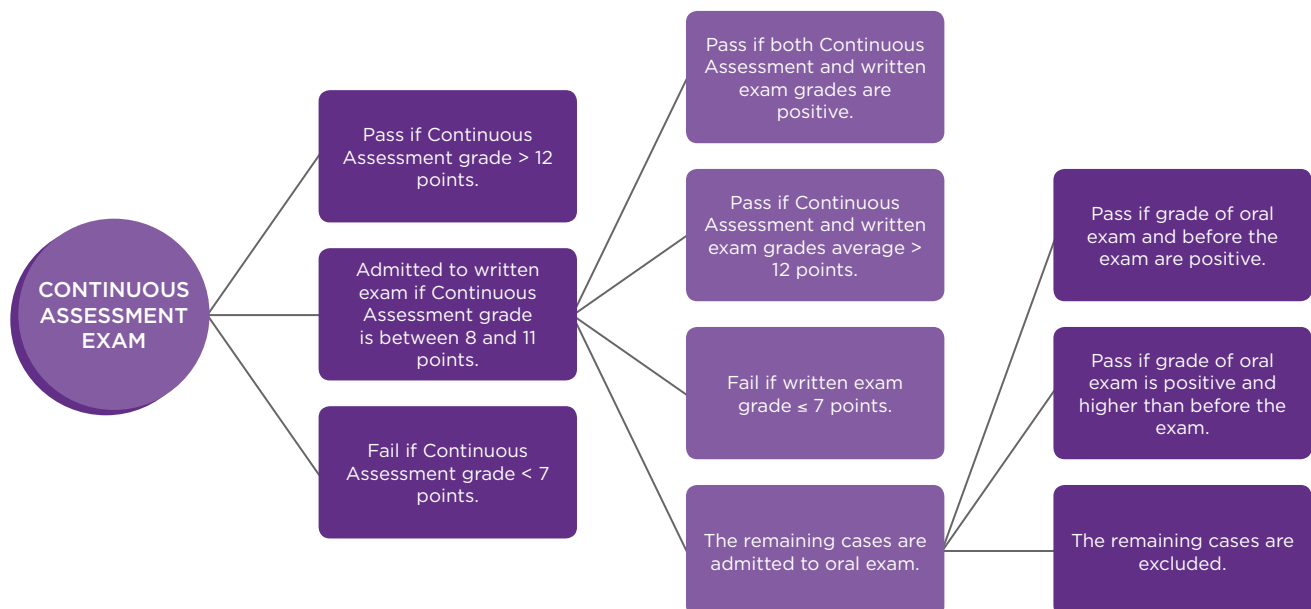 CONTINUOUS
ASSESSMENT
EXAM
Pass if Continuous
Assessment grade > 12
points.
Admitted to written
exam if Continuous
Assessment grade
is between 8 and 11
points.
Fail if Continuous
Assessment grade < 7
points.
Pass if both Continuous
Assessment and written
exam grades are
positive.
Pass if Continuous
Assessment and written
exam grades average >
12 points.
Fail if written exam
grade ≤ 7 points.
The remaining cases are
admitted to oral exam.
Pass if grade of oral
exam and before the
exam are positive.
Pass if grade of oral
exam is positive and
higher than before the
exam.
The remaining cases are
excluded.